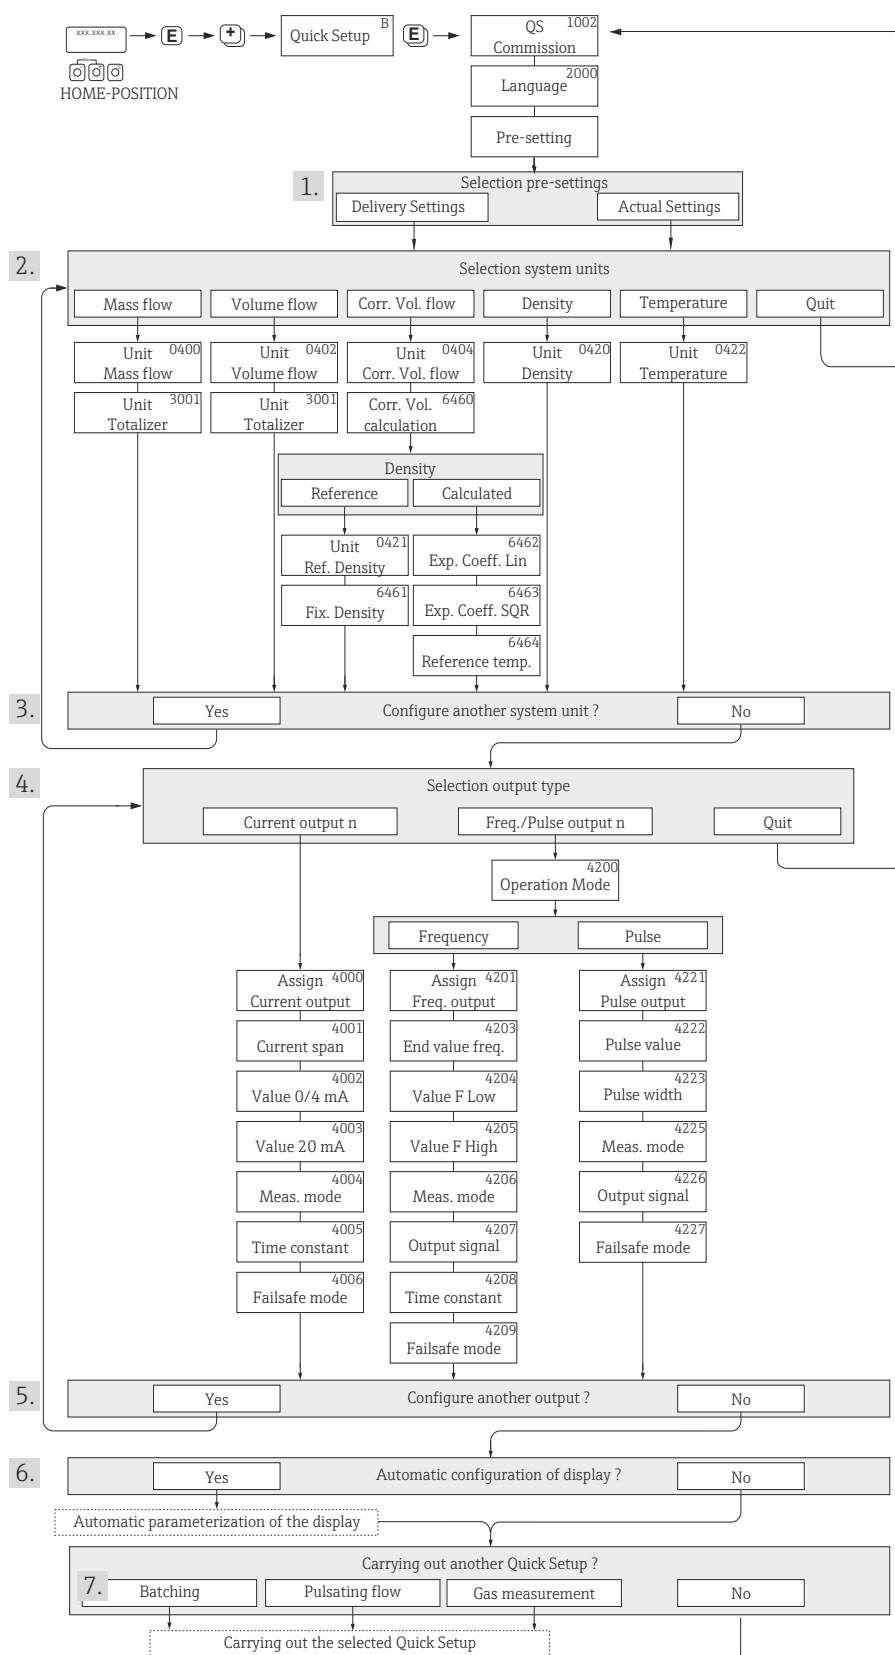 xxx.xxx.xx
E
+
Quick Setup B
E
QS 1002
Commission
Esc
- + E
HOME-POSITION
Language 2000
Pre-setting
1.
Selection pre-settings
Delivery Settings
Actual Settings
2.
Selection system units
Mass flow
Volume flow
Corr. Vol. flow
Density
Temperature
Quit
Unit 0400
Mass flow
Unit 0402
Volume flow
Unit 0404
Corr. Vol. flow
Unit 0420
Density
Unit 0422
Temperature
Unit 3001
Totalizer
Unit 3001
Totalizer
Corr. Vol. 6460
calculation
Density
Reference
Calculated
Unit 0421
Ref. Density
6462
Exp. Coeff. Lin
6461
Fix. Density
6463
Exp. Coeff. SQR
6464
Reference temp.
3.
Yes
Configure another system unit ?
No
4.
Selection output type
Current output n
Freq./Pulse output n
Quit
4200
Operation Mode
Frequency
Pulse
Assign 4000
Current output
4001
Current span
4002
Value 0/4 mA
4003
Value 20 mA
4004
Meas. mode
4005
Time constant
4006
Failsafe mode
Assign 4201
Freq. output
4203
End value freq.
4204
Value F Low
4205
Value F High
4206
Meas. mode
4207
Output signal
4208
Time constant
4209
Failsafe mode
Assign 4221
Pulse output
4222
Pulse value
4223
Pulse width
4225
Meas. mode
4226
Output signal
4227
Failsafe mode
5.
Yes
Configure another output ?
No
6.
Yes
Automatic configuration of display ?
No
Automatic parameterization of the display
Carrying out another Quick Setup ?
7.
Batching
Pulsating flow
Gas measurement
No
Carrying out the selected Quick Setup